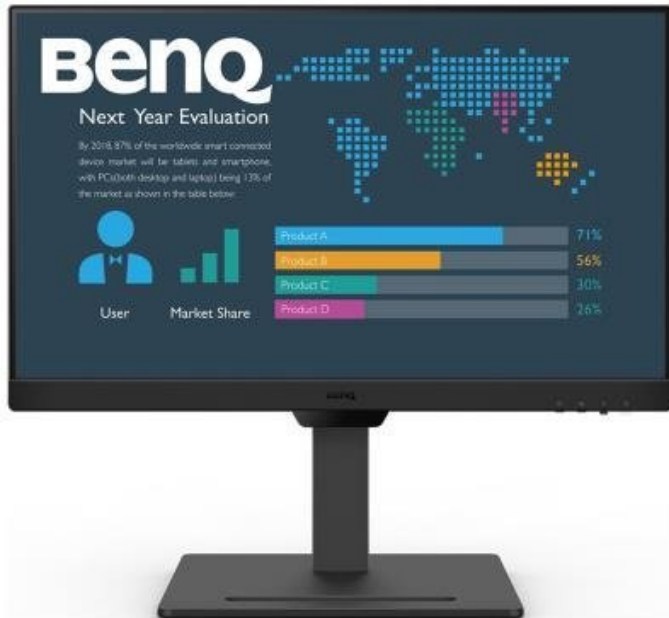 BenQ
Next Year Evaluation
By 2018, 87% of the worldwide smart connected
device market will be tablets and smartphone,
with PCs(both desktop and laptop) being 13% of
the market as shown in the table below:
Product A 71%
Product B 56%
Product C 30%
Product D 26%
User Market Share
BenQ